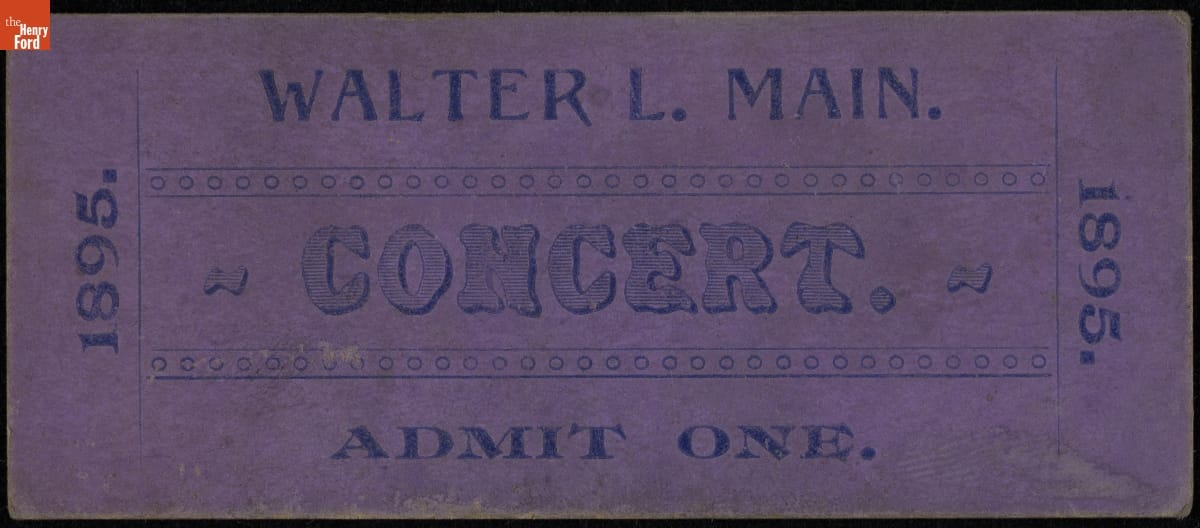 the
Henry
Ford
WALTER L. MAIN.
1895.
~ CONCERT. ~
1895.
ADMIT ONE.